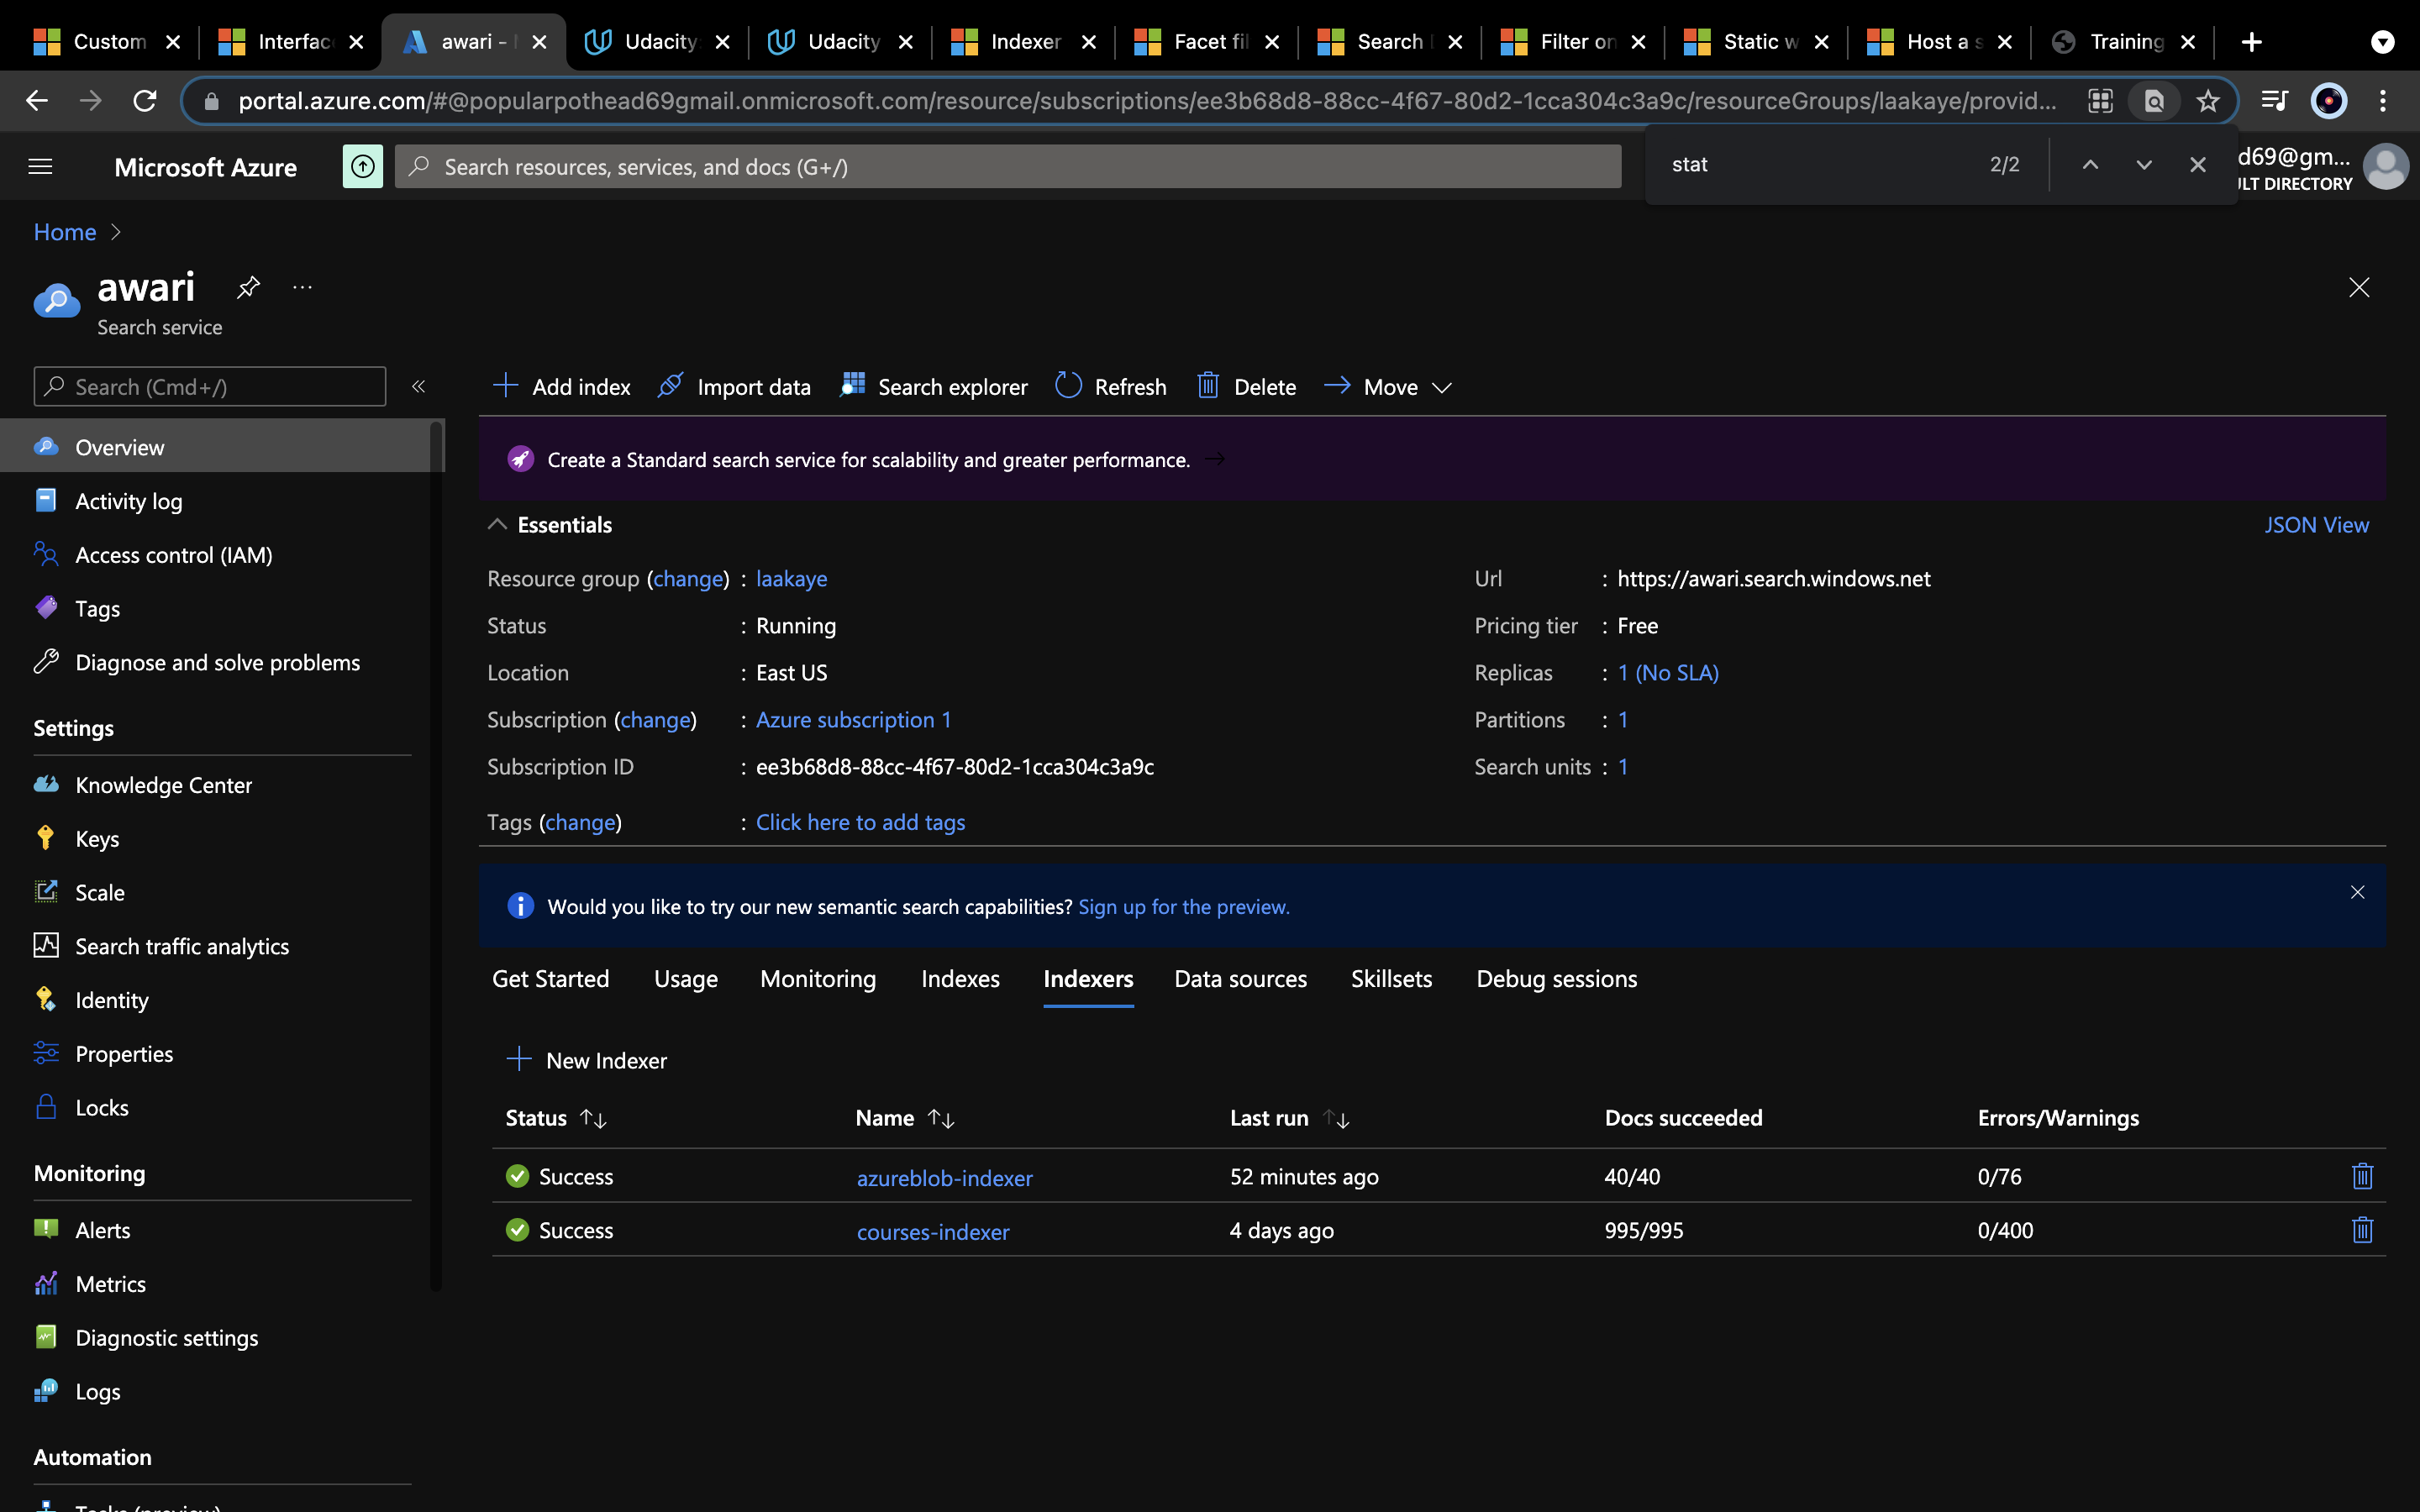 Custom
Interfac
awari -
Udacity
Udacity
Indexer
Facet fil
Search
Filter on
Static w
Host a s
Training
portal.azure.com/#@popularpothead69gmail.onmicrosoft.com/resource/subscriptions/ee3b68d8-88cc-4f67-80d2-1cca304c3a9c/resourceGroups/laakaye/provid...
Microsoft Azure
Search resources, services, and docs (G+/)
stat
2/2
d69@gm...
LT DIRECTORY
Home
awari
Search service
Search (Cmd+/)
Add index
Import data
Search explorer
Refresh
Delete
Move
Overview
Activity log
Access control (IAM)
Tags
Diagnose and solve problems
Settings
Knowledge Center
Keys
Scale
Search traffic analytics
Identity
Properties
Locks
Monitoring
Alerts
Metrics
Diagnostic settings
Logs
Automation
Tasks (preview)
Create a Standard search service for scalability and greater performance.
Essentials
JSON View
Resource group (change) : laakaye
Status : Running
Location : East US
Subscription (change) : Azure subscription 1
Subscription ID : ee3b68d8-88cc-4f67-80d2-1cca304c3a9c
Tags (change) : Click here to add tags
Url : https://awari.search.windows.net
Pricing tier : Free
Replicas : 1 (No SLA)
Partitions : 1
Search units : 1
Would you like to try our new semantic search capabilities? Sign up for the preview.
Get Started
Usage
Monitoring
Indexes
Indexers
Data sources
Skillsets
Debug sessions
New Indexer
Status Name Last run Docs succeeded Errors/Warnings
Success azureblob-indexer 52 minutes ago 40/40 0/76
Success courses-indexer 4 days ago 995/995 0/400